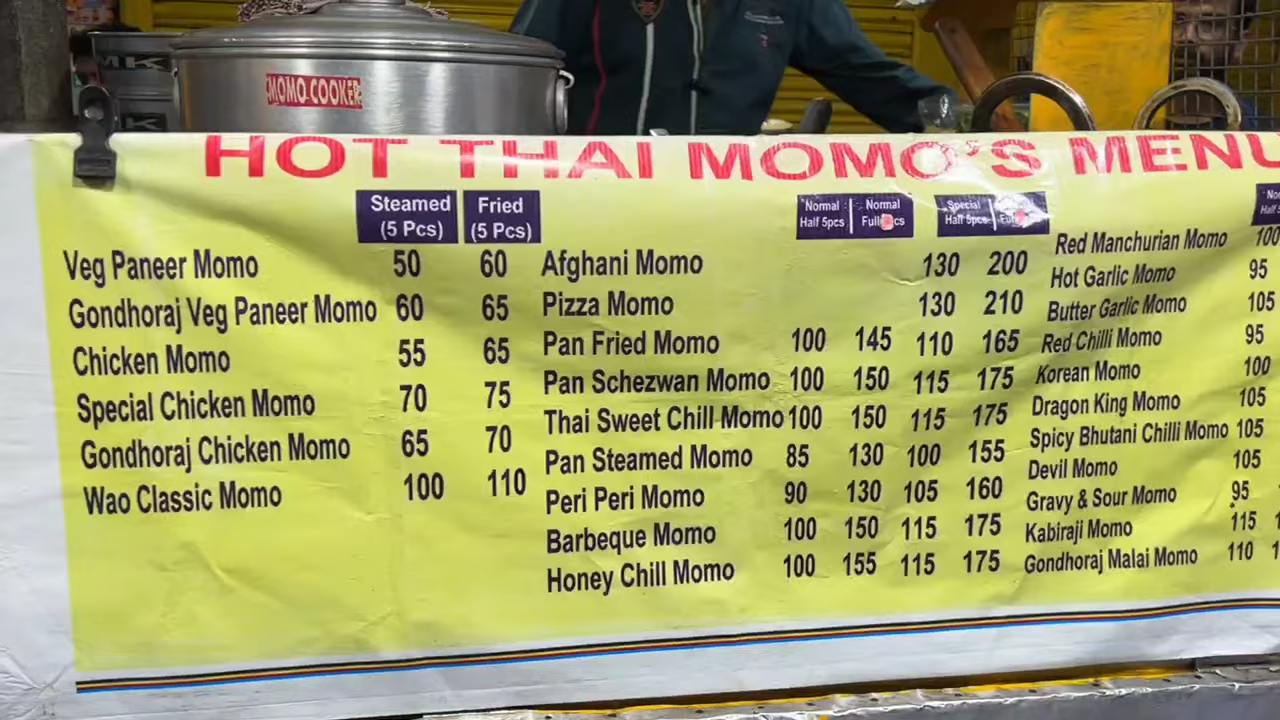 MOMO COOKER
HOT THAI MOMO'S MENU
Steamed (5 Pcs) Fried (5 Pcs)
Veg Paneer Momo 50 60
Gondhoraj Veg Paneer Momo 60 65
Chicken Momo 55 65
Special Chicken Momo 70 75
Gondhoraj Chicken Momo 65 70
Wao Classic Momo 100 110
Normal Half 5pcs Normal Special Half 5pcs
Afghani Momo 130 200
Pizza Momo 130 210
Pan Fried Momo 100 145 110 165
Pan Schezwan Momo 100 150 115 175
Thai Sweet Chill Momo 100 150 115 175
Pan Steamed Momo 85 130 100 155
Peri Peri Momo 90 130 105 160
Barbeque Momo 100 150 115 175
Honey Chill Momo 100 155 115 175
Red Manchurian Momo 100
Hot Garlic Momo 95
Butter Garlic Momo 105
Red Chilli Momo 95
Korean Momo 100
Dragon King Momo 105
Spicy Bhutani Chilli Momo 105
Devil Momo 105
Gravy & Sour Momo 95
Kabiraji Momo 115
Gondhoraj Malai Momo 110